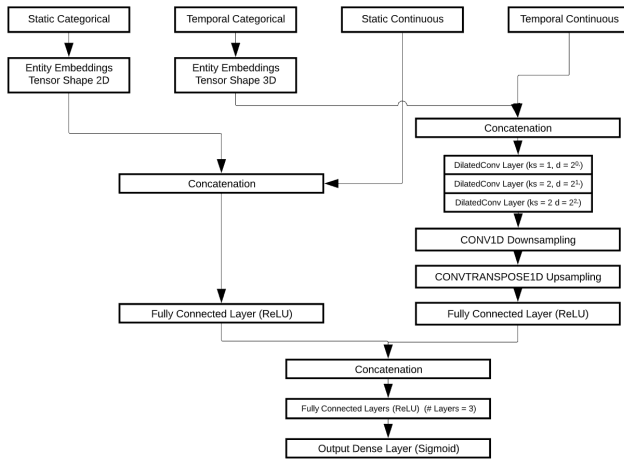 Static Categorical
Temporal Categorical
Static Continuous
Temporal Continuous
Entity Embeddings
Tensor Shape 2D
Entity Embeddings
Tensor Shape 3D
Concatenation
DilatedConv Layer (ks = 1, d = 2⁰·)
DilatedConv Layer (ks = 2, d = 2¹·)
DilatedConv Layer (ks = 2 d = 2²·)
Concatenation
CONV1D Downsampling
CONVTRANSPOSE1D Upsampling
Fully Connected Layer (ReLU)
Fully Connected Layer (ReLU)
Concatenation
Fully Connected Layers (ReLU) (# Layers = 3)
Output Dense Layer (Sigmoid)